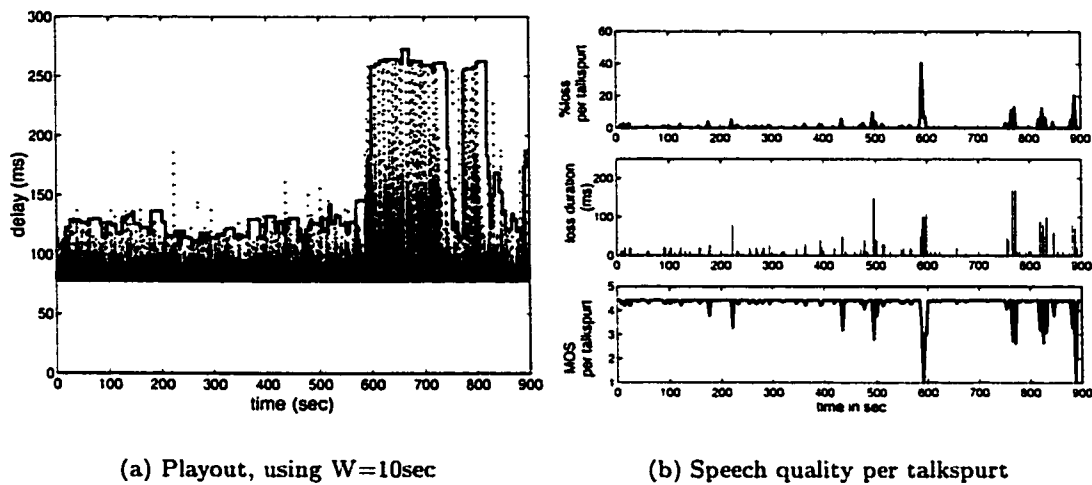 300
250
200
150
100
50
0
delay (ms)
0 100 200 300 400 500 600 700 800 900
time (sec)
(a) Playout, using W=10sec
60
40
20
0
%loss
per talkspurt
0 100 200 300 400 500 600 700 800 900
200
100
0
loss duration
(ms)
0 100 200 300 400 500 600 700 800 900
5
4
3
2
1
MOS
per talkspurt
0 100 200 300 400 500 600 700 800 900
time in sec
(b) Speech quality per talkspurt